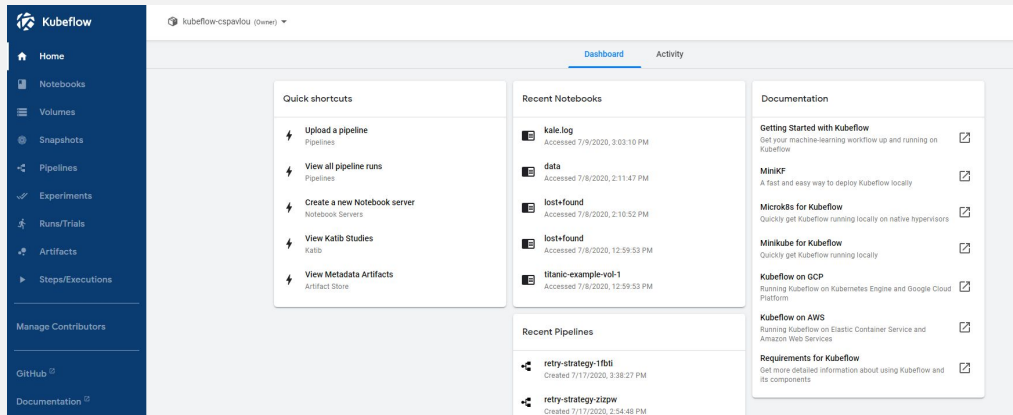 Kubeflow
kubeflow-cspavlou (Owner)
Home
Notebooks
Volumes
Snapshots
Pipelines
Experiments
Runs/Trials
Artifacts
Steps/Executions
Manage Contributors
GitHub
Documentation
Dashboard
Activity
Quick shortcuts
Upload a pipeline
Pipelines
View all pipeline runs
Pipelines
Create a new Notebook server
Notebook Servers
View Katib Studies
Katib
View Metadata Artifacts
Artifact Store
Recent Notebooks
kale.log
Accessed 7/9/2020, 3:03:10 PM
data
Accessed 7/8/2020, 2:11:47 PM
lost+found
Accessed 7/8/2020, 2:10:52 PM
lost+found
Accessed 7/8/2020, 12:59:53 PM
titanic-example-vol-1
Accessed 7/8/2020, 12:59:53 PM
Recent Pipelines
retry-strategy-1fbti
Created 7/17/2020, 3:38:27 PM
retry-strategy-zizpw
Created 7/17/2020, 2:54:48 PM
Documentation
Getting Started with Kubeflow
Get your machine-learning workflow up and running on
Kubeflow
MiniKF
A fast and easy way to deploy Kubeflow locally
Microk8s for Kubeflow
Quickly get Kubeflow running locally on native hypervisors
Minikube for Kubeflow
Quickly get Kubeflow running locally
Kubeflow on GCP
Running Kubeflow on Kubernetes Engine and Google Cloud
Platform
Kubeflow on AWS
Running Kubeflow on Elastic Container Service and
Amazon Web Services
Requirements for Kubeflow
Get more detailed information about using Kubeflow and
its components